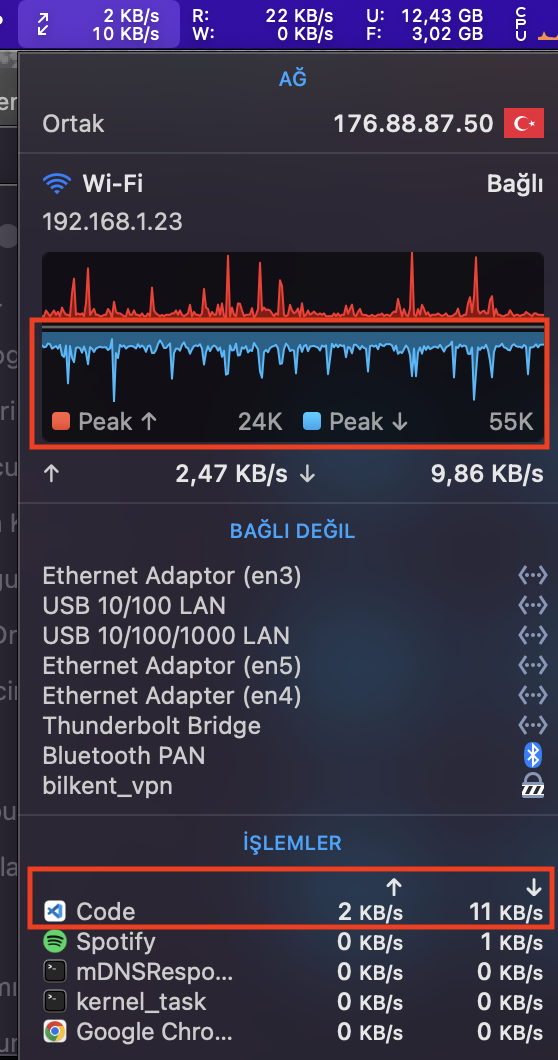 2 KB/s R: 22 KB/s U: 12,43 GB CPU
10 KB/s W: 0 KB/s F: 3,02 GB
AĞ
Ortak 176.88.87.50
Wi-Fi Bağlı
192.168.1.23
Peak ↑ 24K Peak ↓ 55K
↑ 2,47 KB/s ↓ 9,86 KB/s
BAĞLI DEĞIL
Ethernet Adaptor (en3)
USB 10/100 LAN
USB 10/100/1000 LAN
Ethernet Adaptor (en5)
Ethernet Adapter (en4)
Thunderbolt Bridge
Bluetooth PAN
bilkent_vpn
İŞLEMLER
↑ ↓
Code 2 KB/s 11 KB/s
Spotify 0 KB/s 1 KB/s
mDNSRespo... 0 KB/s 0 KB/s
kernel_task 0 KB/s 0 KB/s
Google Chro... 0 KB/s 0 KB/s